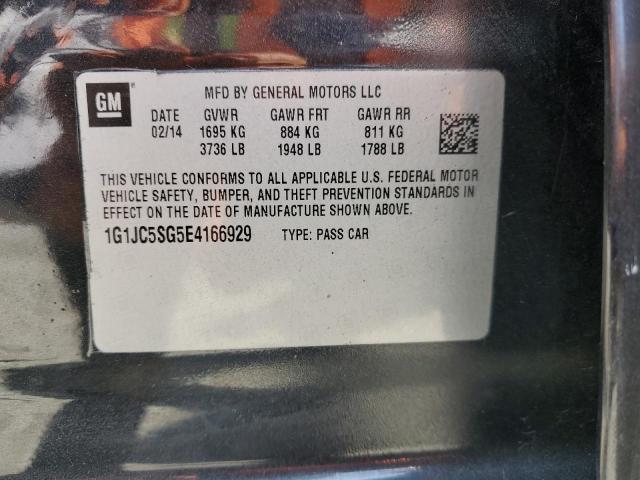 GM
MFD BY GENERAL MOTORS LLC
DATE GVWR GAWR FRT GAWR RR
02/14 1695 KG 884 KG 811 KG
3736 LB 1948 LB 1788 LB
THIS VEHICLE CONFORMS TO ALL APPLICABLE U.S. FEDERAL MOTOR
VEHICLE SAFETY, BUMPER, AND THEFT PREVENTION STANDARDS IN
EFFECT ON THE DATE OF MANUFACTURE SHOWN ABOVE.
1G1JC5SG5E4166929 TYPE: PASS CAR